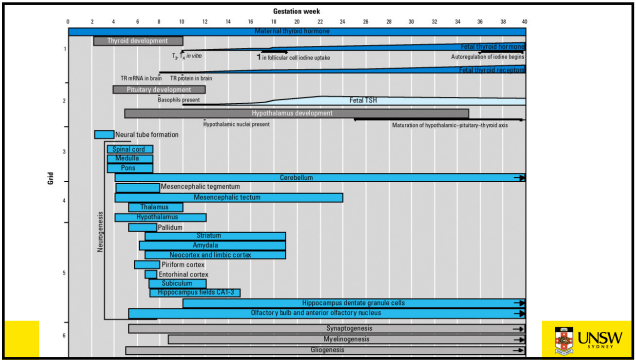 Gestation week
0 2 4 6 8 10 12 14 16 18 20 22 24 26 28 30 32 34 36 38 40
Maternal thyroid hormone
Thyroid development
1
Fetal thyroid hormone
T3, T4 in vitro
↑ in follicular cell iodine uptake
Autoregulation of iodine begins
Fetal thyroid receptors
TR mRNA in brain
TR protein in brain
Pituitary development
Basophils present
2
Fetal TSH
Hypothalamus development
Hypothalamic nuclei present
Maturation of hypothalamic–pituitary–thyroid axis
Neural tube formation
Grid
Neurogenesis
Spinal cord
3
Medulla
Pons
Cerebellum
Mesencephalic tegmentum
Mesencephalic tectum
4
Thalamus
Hypothalamus
Pallidum
Striatum
Amydala
Neocortex and limbic cortex
Piriform cortex
5
Entorhinal cortex
Subiculum
Hippocampus fields CA1-3
Hippocampus dentate granule cells
Olfactory bulb and anterior olfactory nucleus
Synaptogenesis
6
Myelinogenesis
Gliogenesis
UNSW
SYDNEY